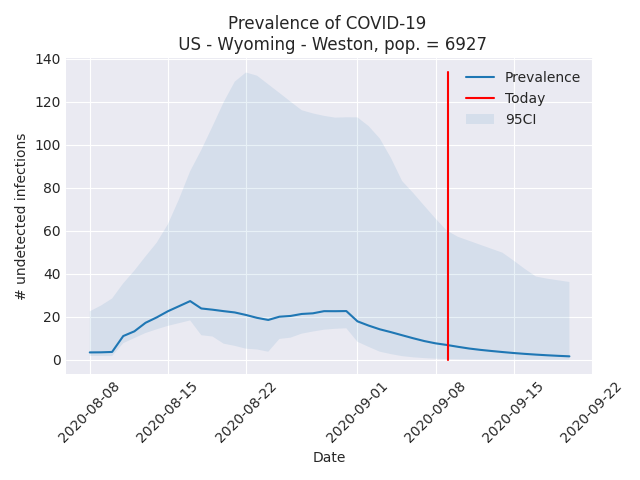 Prevalence of COVID-19
US - Wyoming - Weston, pop. = 6927
140
120
100
80
60
40
20
0
# undetected infections
Prevalence
Today
95CI
2020-08-08
2020-08-15
2020-08-22
2020-09-01
2020-09-08
2020-09-15
2020-09-22
Date